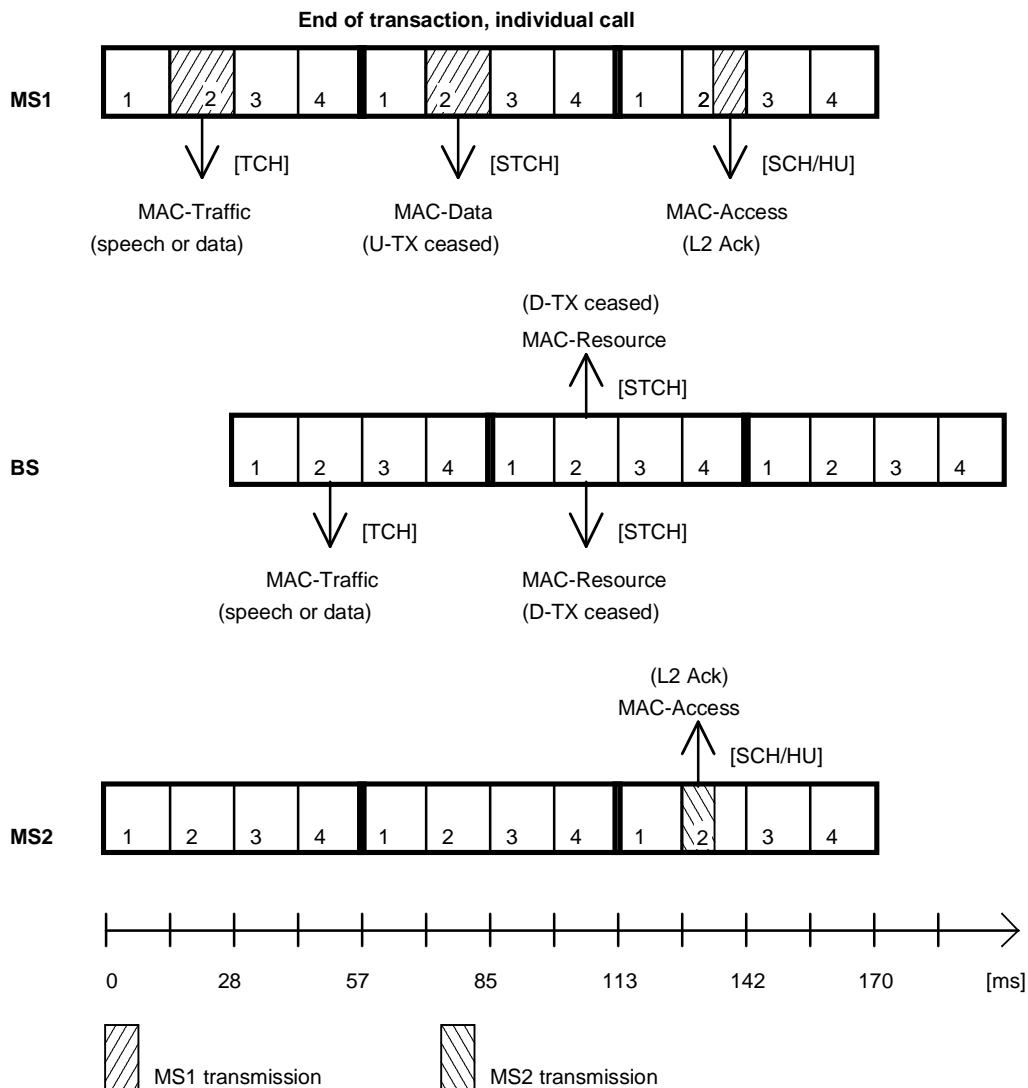 End of transaction, individual call
MS1
1 2 3 4 1 2 3 4 1 2 3 4
[TCH] [STCH] [SCH/HU]
MAC-Traffic MAC-Data MAC-Access
(speech or data) (U-TX ceased) (L2 Ack)
(D-TX ceased)
MAC-Resource
[STCH]
BS
1 2 3 4 1 2 3 4 1 2 3 4
[TCH] [STCH]
MAC-Traffic MAC-Resource
(speech or data) (D-TX ceased)
(L2 Ack)
MAC-Access
[SCH/HU]
MS2
1 2 3 4 1 2 3 4 1 2 3 4
0 28 57 85 113 142 170 [ms]
MS1 transmission MS2 transmission